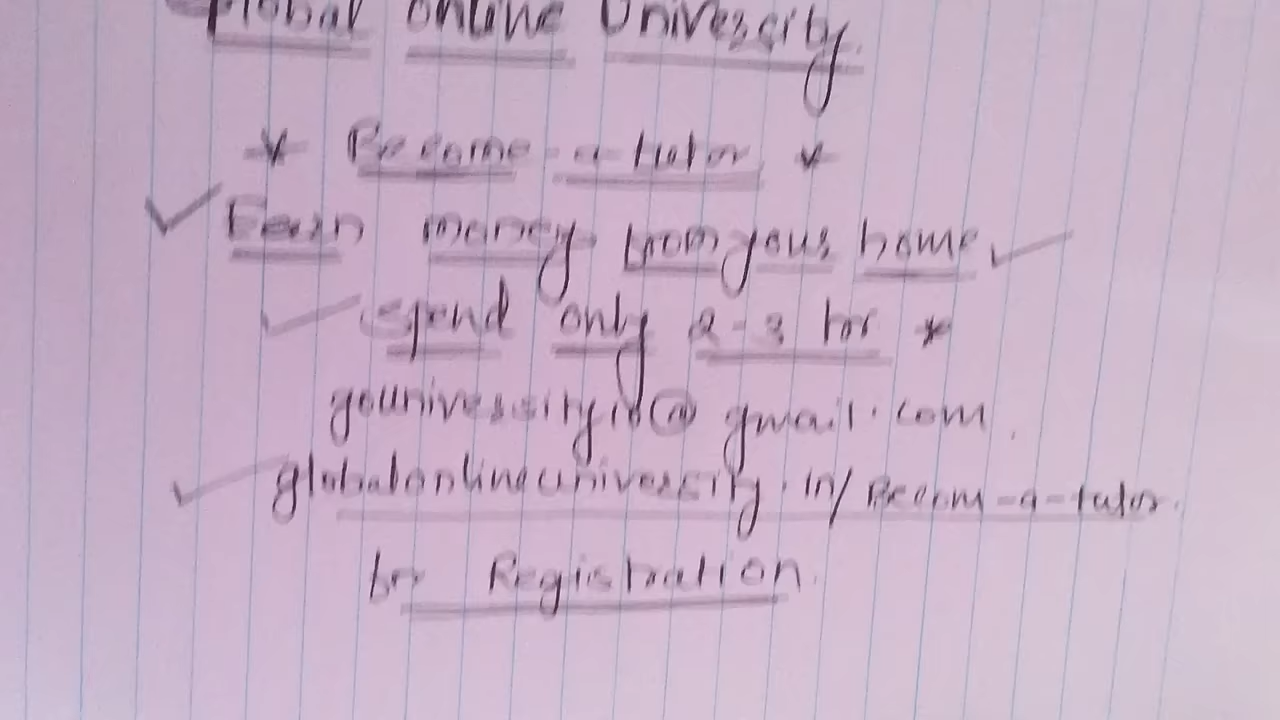 Global Online University.
* Become-a-tutor *
✓ Earn money from your home ✓
✓ spend only 2-3 hr *
gouniversityin@gmail.com.
✓ globalonlineuniversity.in/Becom-a-tutor.
for Registration.